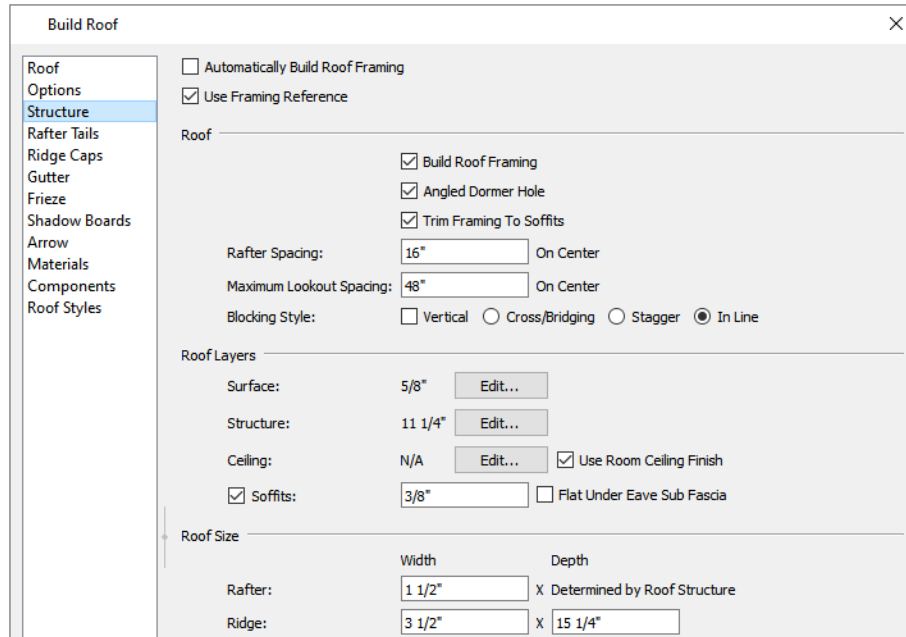 Build Roof
Roof
Options
Structure
Rafter Tails
Ridge Caps
Gutter
Frieze
Shadow Boards
Arrow
Materials
Components
Roof Styles
Automatically Build Roof Framing
Use Framing Reference
Roof
Build Roof Framing
Angled Dormer Hole
Trim Framing To Soffits
Rafter Spacing: 16" On Center
Maximum Lookout Spacing: 48" On Center
Blocking Style: Vertical Cross/Bridging Stagger In Line
Roof Layers
Surface: 5/8" Edit...
Structure: 11 1/4" Edit...
Ceiling: N/A Edit... Use Room Ceiling Finish
Soffits: 3/8" Flat Under Eave Sub Fascia
Roof Size
Width Depth
Rafter: 1 1/2" X Determined by Roof Structure
Ridge: 3 1/2" X 15 1/4"